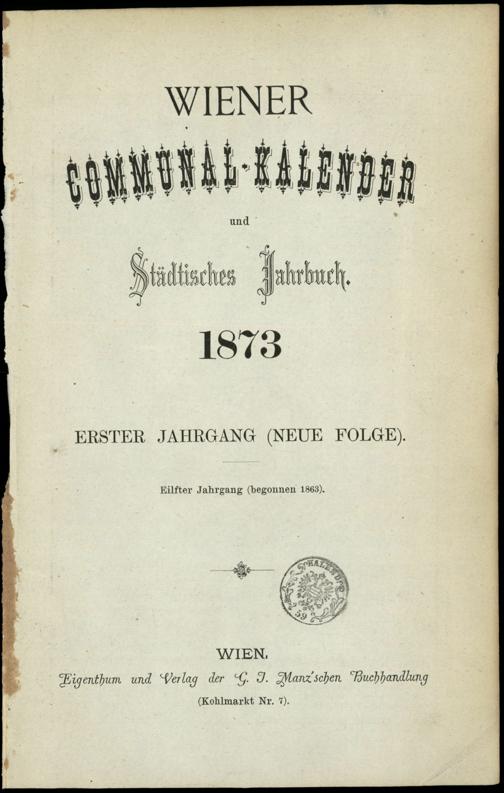 WIENER
COMMUNAL-KALENDER
und
Städtisches Jahrbuch.
1873
ERSTER JAHRGANG (NEUE FOLGE).
Eilfter Jahrgang (begonnen 1863).
KALENDER
WIEN.
Eigenthum und Verlag der G. J. Manz'schen Buchhandlung
(Kohlmarkt Nr. 7).